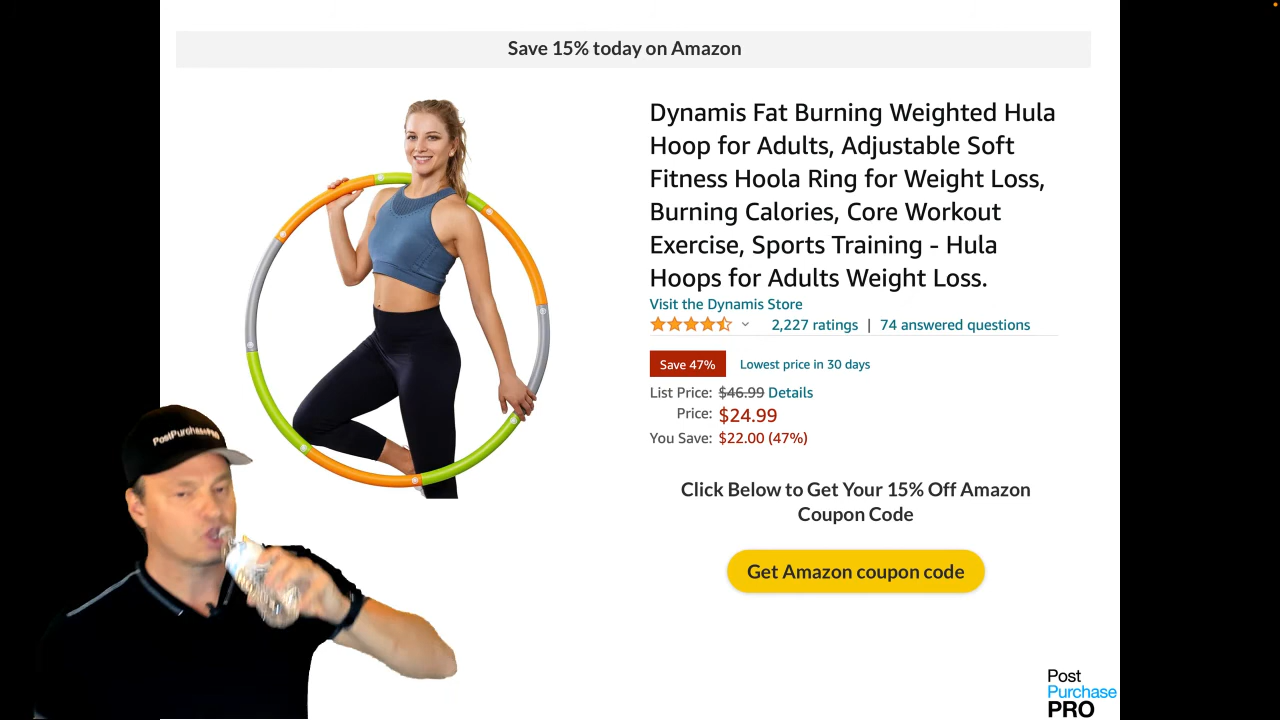 Save 15% today on Amazon
Dynamis Fat Burning Weighted Hula
Hoop for Adults, Adjustable Soft
Fitness Hoola Ring for Weight Loss,
Burning Calories, Core Workout
Exercise, Sports Training - Hula
Hoops for Adults Weight Loss.
Visit the Dynamis Store
2,227 ratings | 74 answered questions
Save 47% Lowest price in 30 days
List Price: $46.99 Details
Price: $24.99
You Save: $22.00 (47%)
Click Below to Get Your 15% Off Amazon
Coupon Code
Get Amazon coupon code
PostPurchasePRO
Post
Purchase
PRO